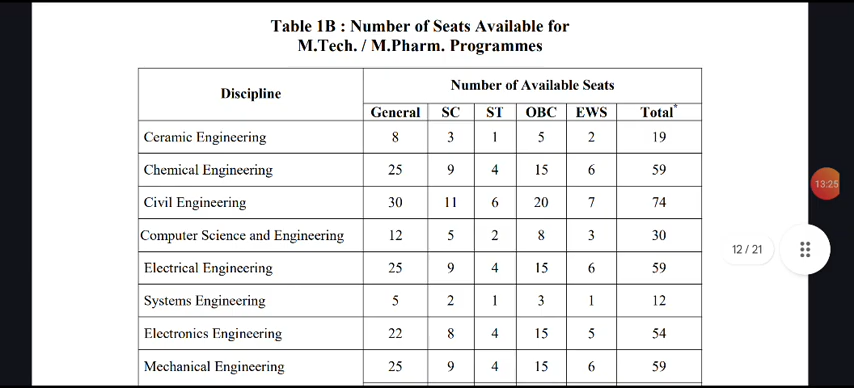 Table 1B : Number of Seats Available for
M.Tech. / M.Pharm. Programmes
Discipline Number of Available Seats
General SC ST OBC EWS Total*
Ceramic Engineering 8 3 1 5 2 19
Chemical Engineering 25 9 4 15 6 59
Civil Engineering 30 11 6 20 7 74
Computer Science and Engineering 12 5 2 8 3 30
Electrical Engineering 25 9 4 15 6 59
Systems Engineering 5 2 1 3 1 12
Electronics Engineering 22 8 4 15 5 54
Mechanical Engineering 25 9 4 15 6 59
13:25
12 / 21